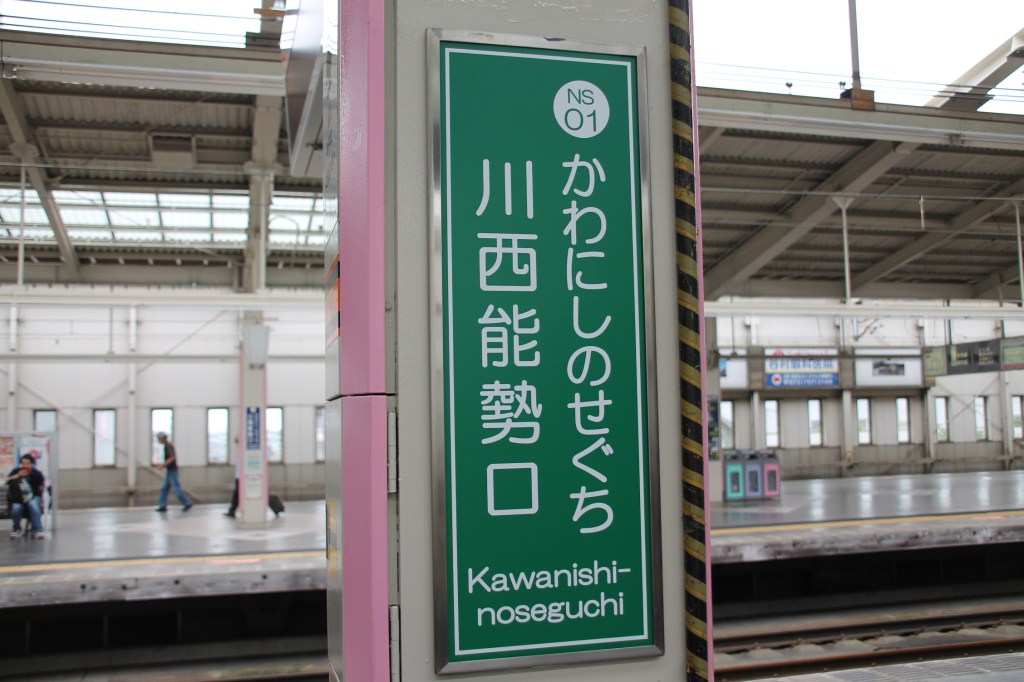 NS
01
かわにしのせぐち
川西能勢口
Kawanishi-
noseguchi